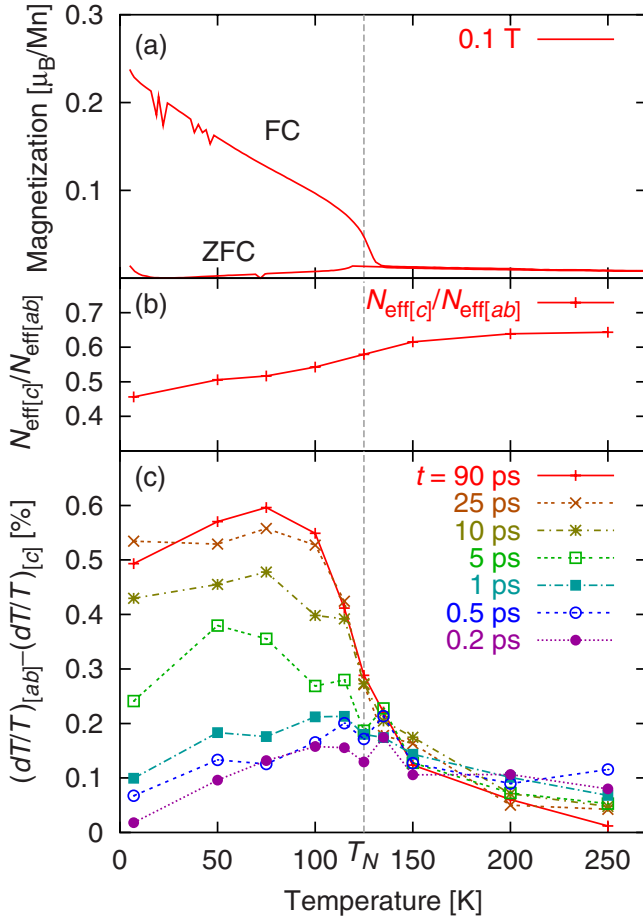 0.3
(a)
0.1 T
Magnetization [μB/Mn]
0.2
FC
0.1
ZFC
(b)
Neff[c]/Neff[ab]
Neff[c]/Neff[ab]
0.7
0.6
0.5
0.4
(c)
t = 90 ps
25 ps
10 ps
5 ps
1 ps
0.5 ps
0.2 ps
(dT/T)[ab]−(dT/T)[c] [%]
0.6
0.5
0.4
0.3
0.2
0.1
0
0 50 100 TN 150 200 250
Temperature [K]